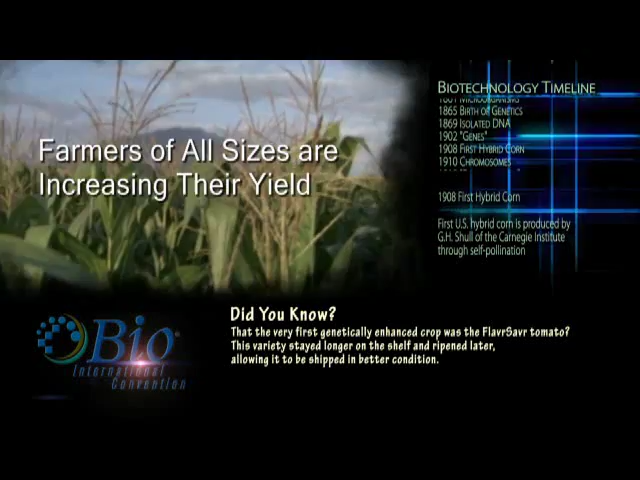 Farmers of All Sizes are
Increasing Their Yield
BIOTECHNOLOGY TIMELINE
1865 BIRTH OF GENETICS
1869 ISOLATED DNA
1902 "GENES"
1908 FIRST HYBRID CORN
1910 CHROMOSOMES
1908 First Hybrid Corn
First U.S. hybrid corn is produced by
G.H. Shull of the Carnegie Institute
through self-pollination
Did You Know?
That the very first genetically enhanced crop was the FlavrSavr tomato?
This variety stayed longer on the shelf and ripened later,
allowing it to be shipped in better condition.
Bio®
International
Convention